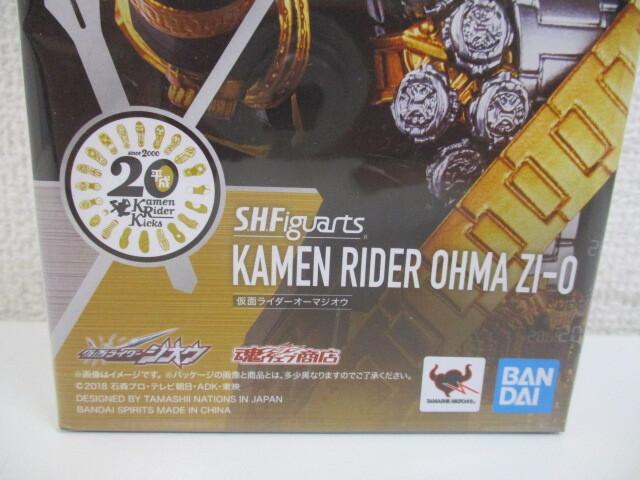 since 2000
20 平成
Kamen
Rider
Kicks
S.H.Figuarts
KAMEN RIDER OHMA ZI-O
仮面ライダーオーマジオウ
仮面ライダージオウ
魂ウェブ商店
※画像はイメージです。※パッケージの画像と商品とは、多少異なりますのでご了承ください。
©2018 石森プロ・テレビ朝日・ADK・東映
DESIGNED BY TAMASHII NATIONS IN JAPAN
BANDAI SPIRITS MADE IN CHINA
TAMASHII NATIONS
BAN
DAI